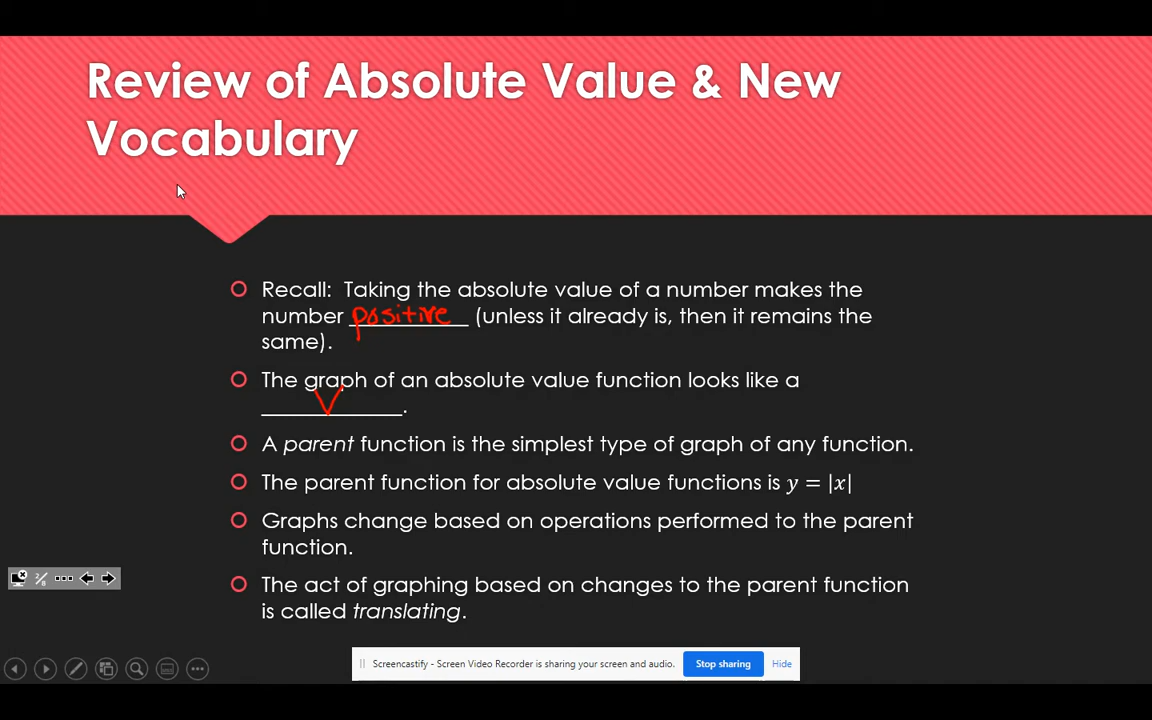 Review of Absolute Value & New
Vocabulary
Recall: Taking the absolute value of a number makes the
number positive (unless it already is, then it remains the
same).
The graph of an absolute value function looks like a
V.
A parent function is the simplest type of graph of any function.
The parent function for absolute value functions is y = |x|
Graphs change based on operations performed to the parent
function.
The act of graphing based on changes to the parent function
is called translating.
2/8
Screencastify - Screen Video Recorder is sharing your screen and audio. Stop sharing Hide